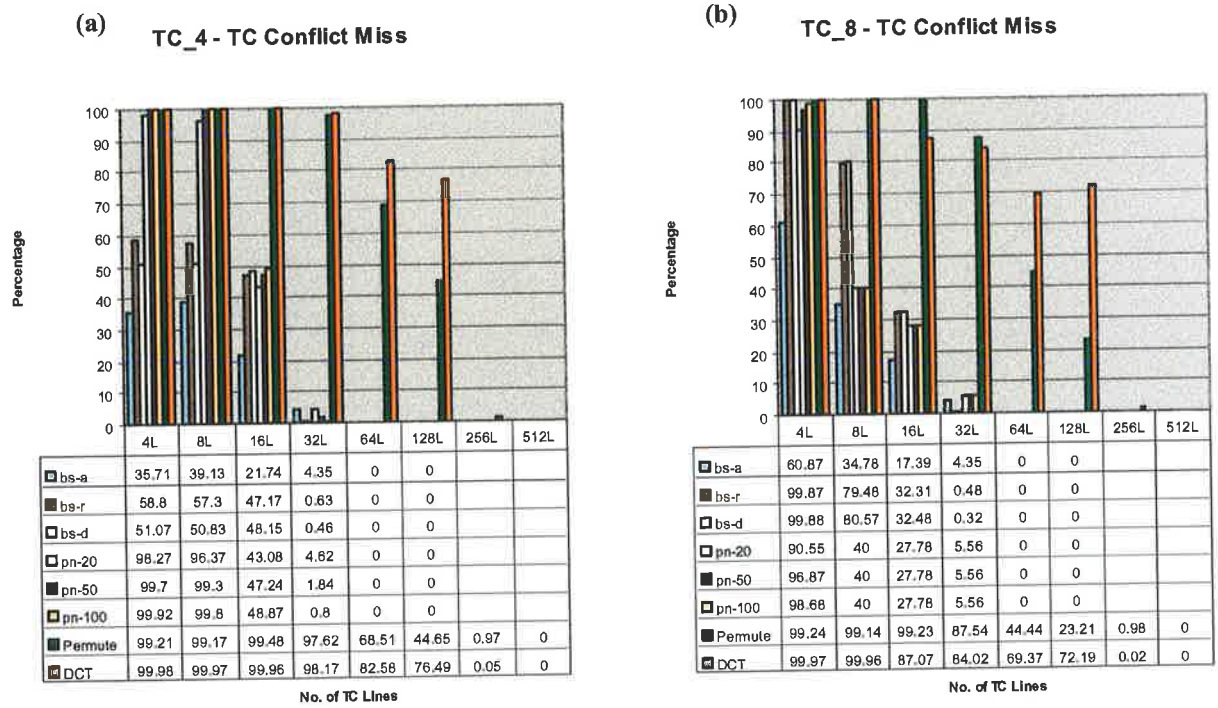 (a)
TC_4 - TC Conflict Miss
Percentage
100
90
80
70
60
50
40
30
20
10
0
4L 8L 16L 32L 64L 128L 256L 512L
bs-a 35.71 39.13 21.74 4.35 0 0
bs-r 58.8 57.3 47.17 0.63 0 0
bs-d 51.07 50.83 48.15 0.46 0 0
pn-20 98.27 96.37 43.08 4.62 0 0
pn-50 99.7 99.3 47.24 1.84 0 0
pn-100 99.92 99.8 48.87 0.8 0 0
Permute 99.21 99.17 99.48 97.62 68.51 44.65 0.97 0
DCT 99.98 99.97 99.96 98.17 82.58 76.49 0.05 0
No. of TC Lines
(b)
TC_8 - TC Conflict Miss
Percentage
100
90
80
70
60
50
40
30
20
10
0
4L 8L 16L 32L 64L 128L 256L 512L
bs-a 60.87 34.78 17.39 4.35 0 0
bs-r 99.87 79.48 32.31 0.48 0 0
bs-d 99.88 80.57 32.48 0.32 0 0
pn-20 90.55 40 27.78 5.56 0 0
pn-50 96.87 40 27.78 5.56 0 0
pn-100 98.68 40 27.78 5.56 0 0
Permute 99.24 99.14 99.23 87.54 44.44 23.21 0.98 0
DCT 99.97 99.96 87.07 84.02 69.37 72.19 0.02 0
No. of TC Lines